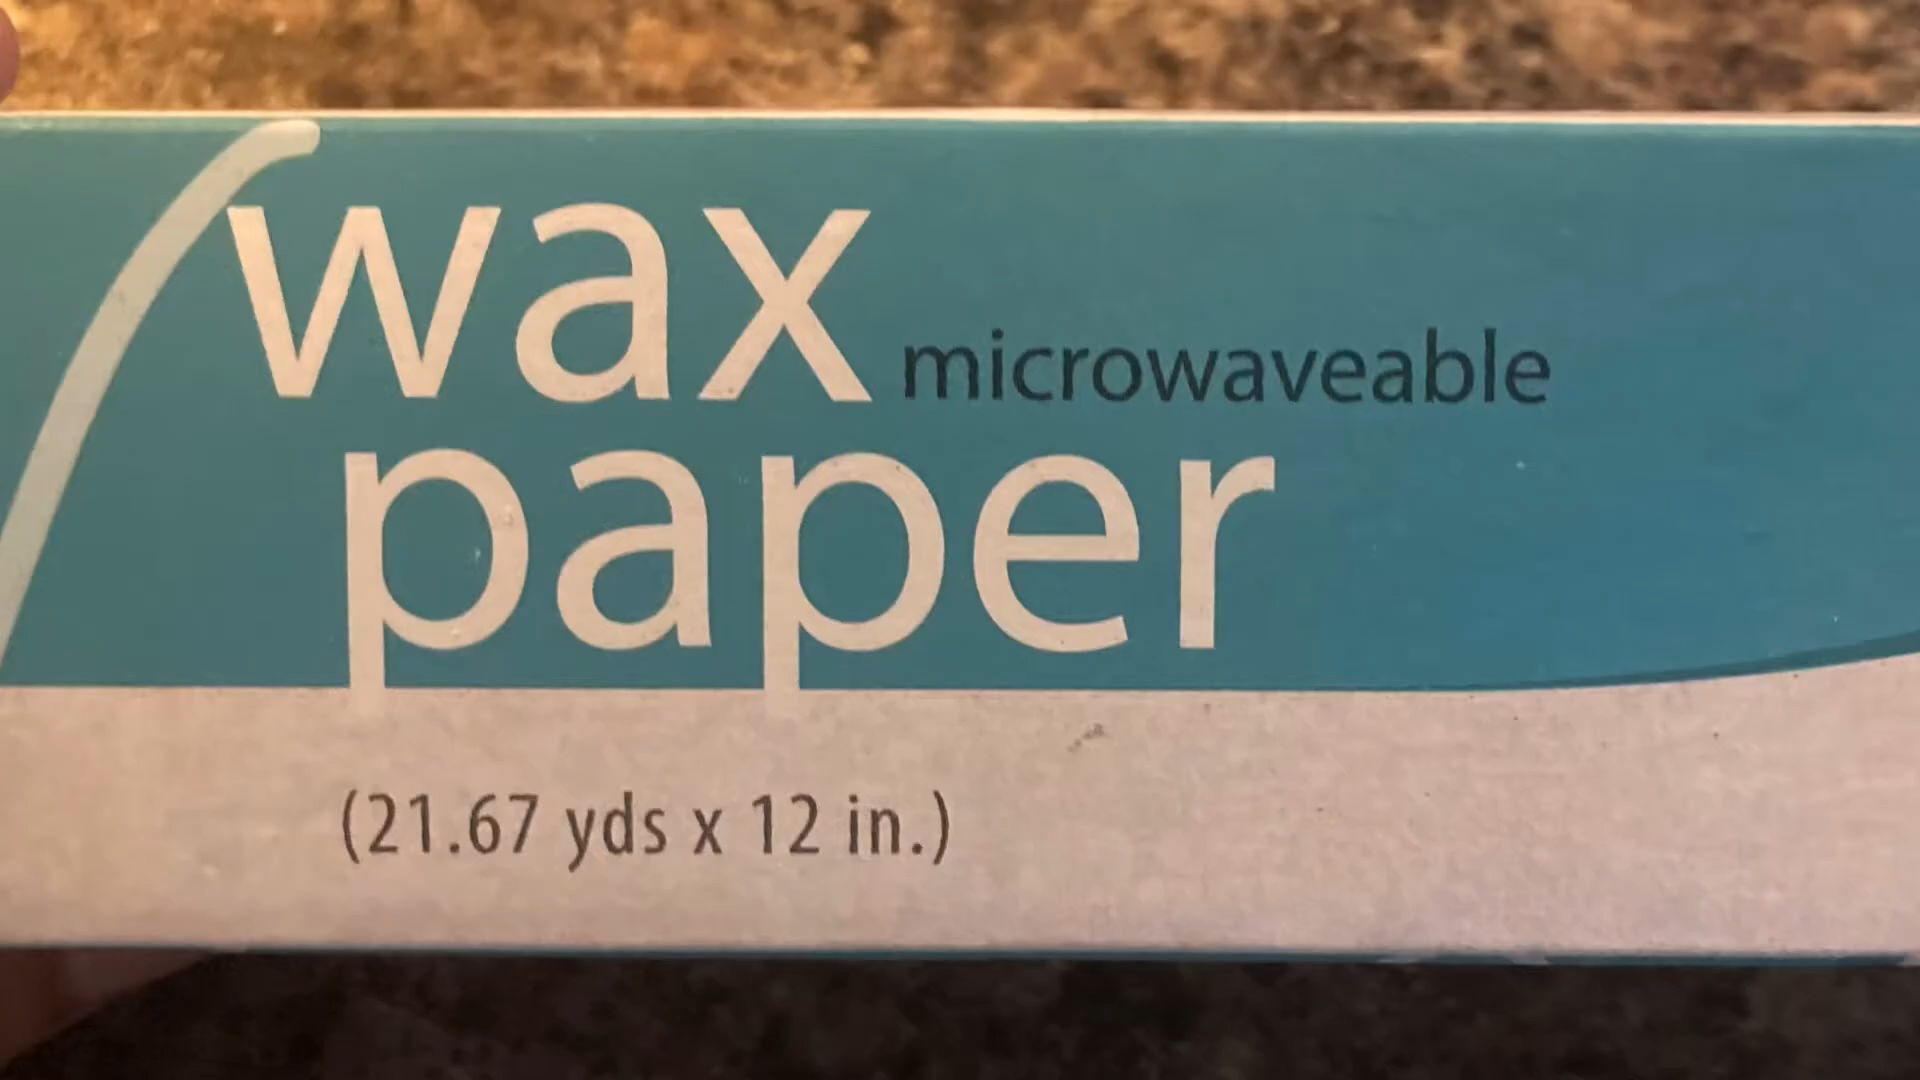 wax microwaveable
paper
(21.67 yds x 12 in.)